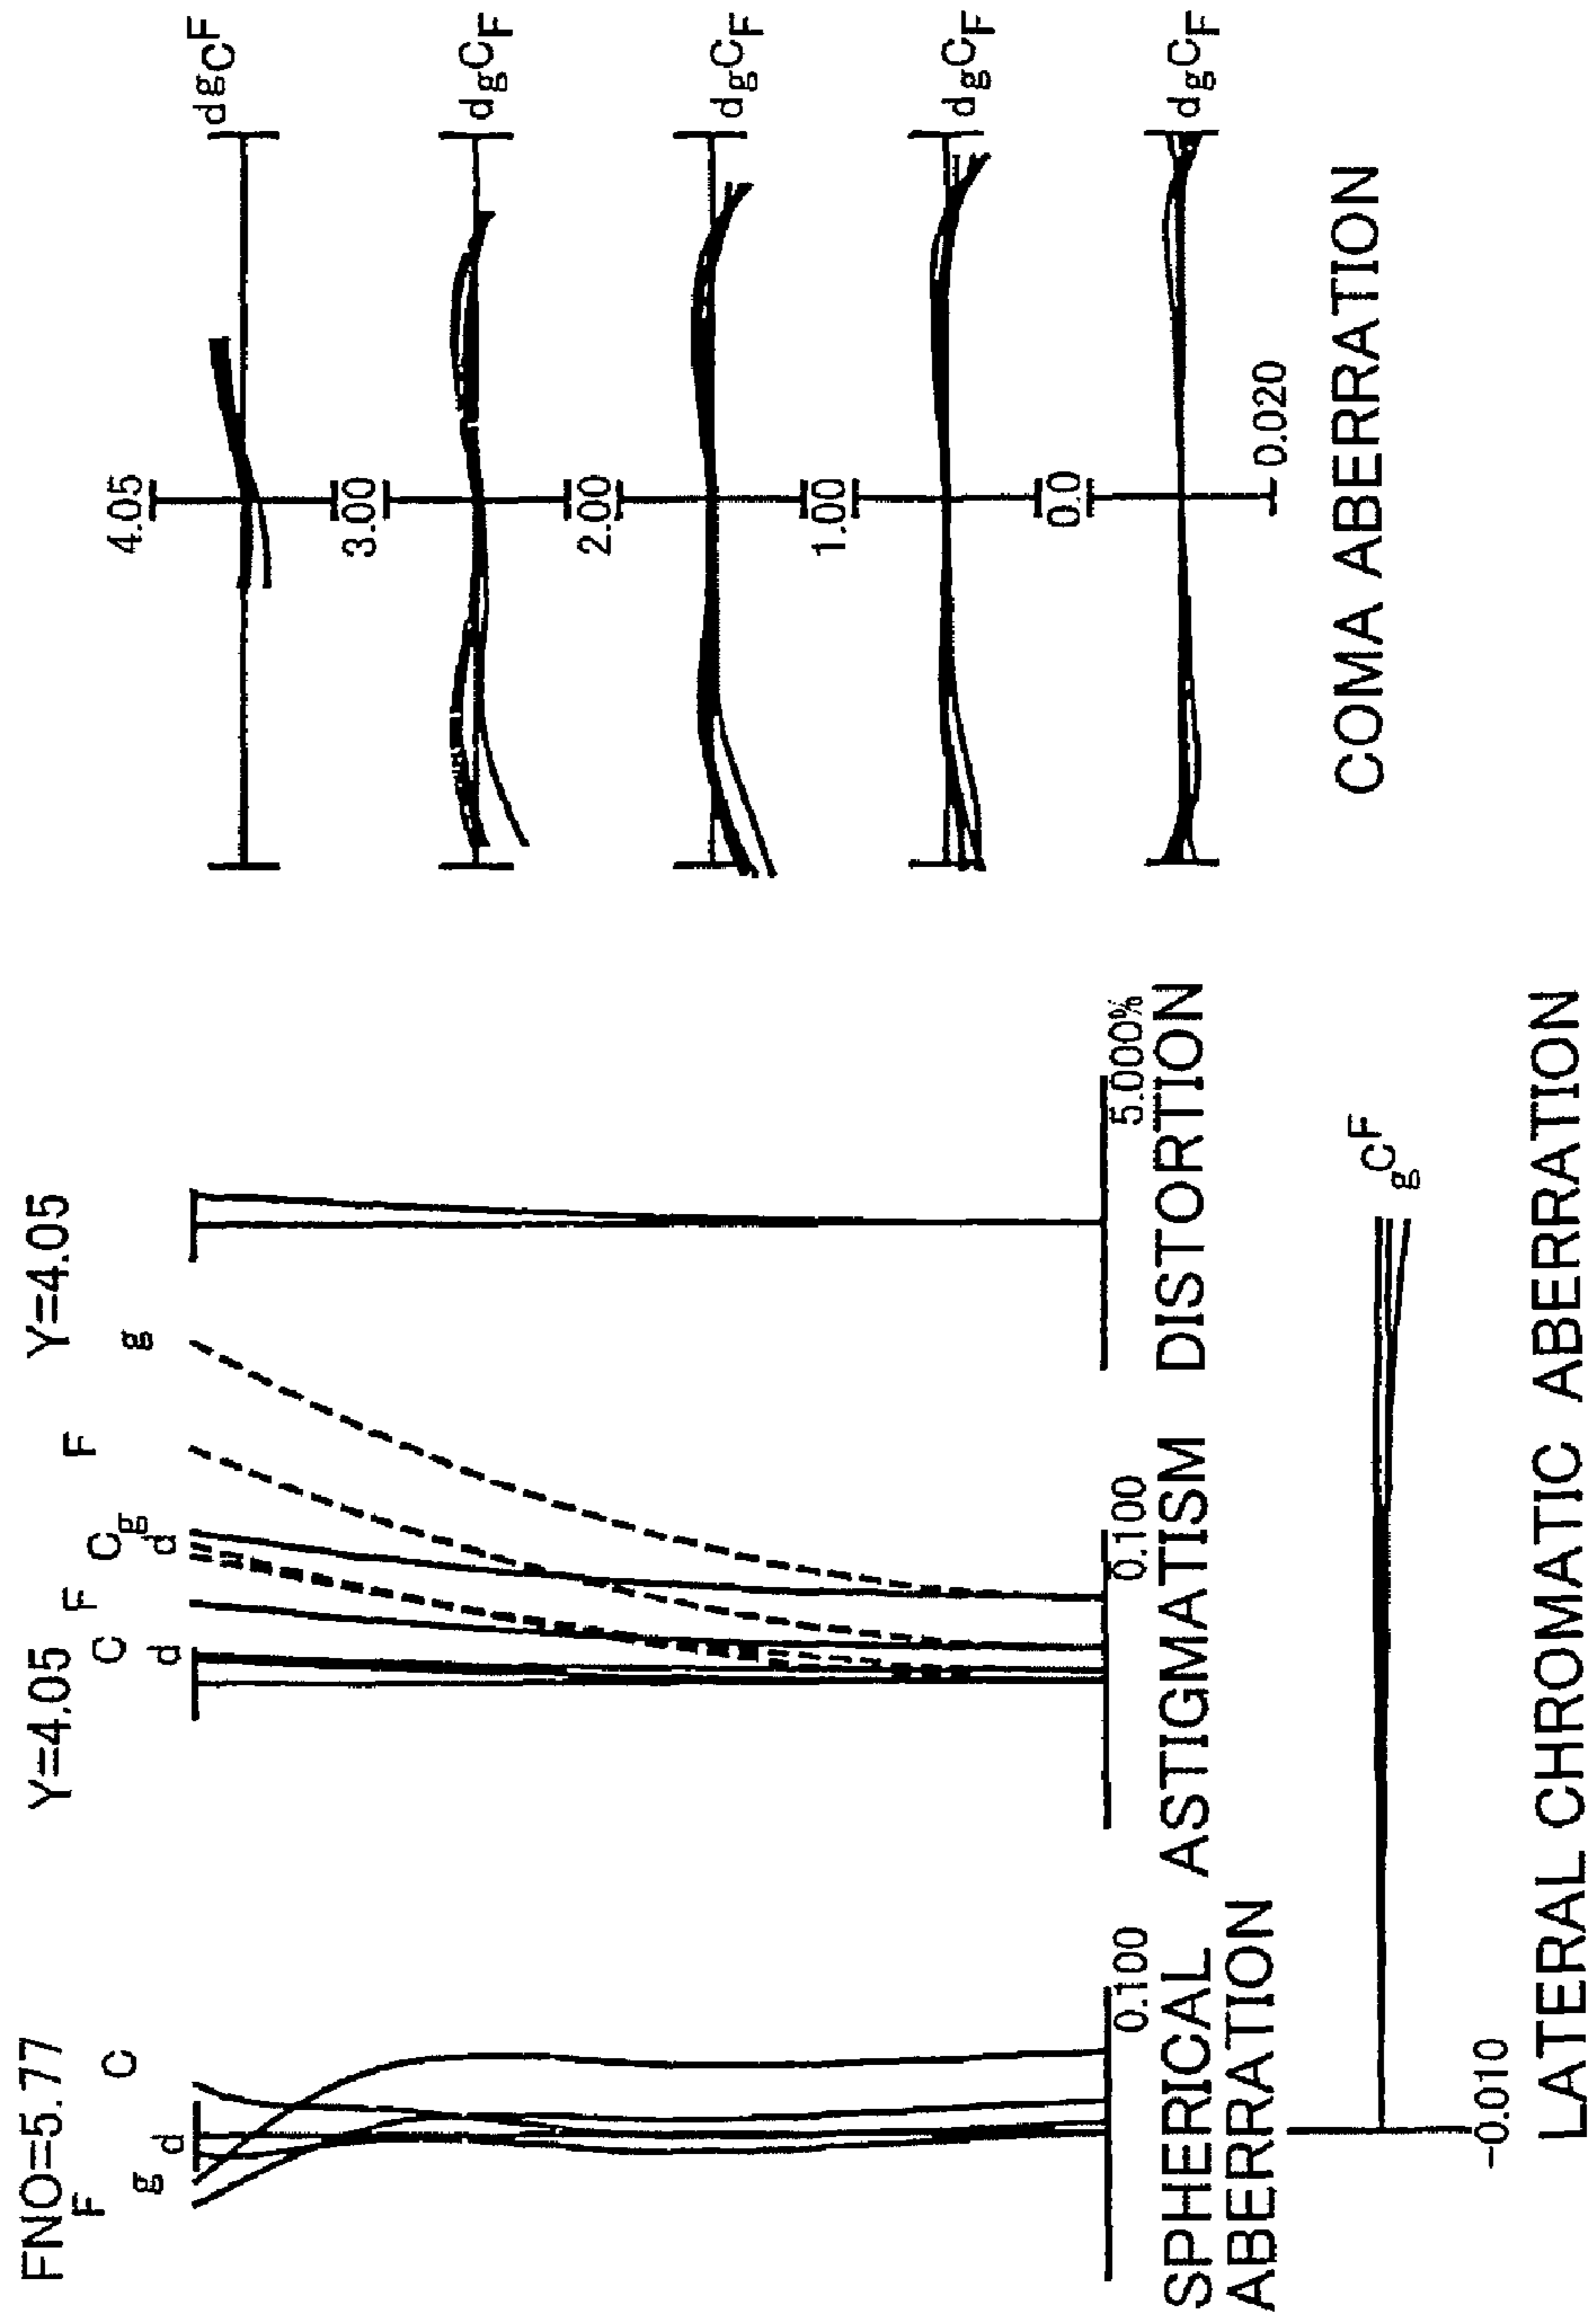 FNO=5.77
F
g
d
C
SPHERICAL
ABERRATION
0.100
Y=4.05
C
d
F
C
g
d
F
g
ASTIGMATISM
0.100
Y=4.05
DISTORTION
5.000%
-0.010
g
C
F
LATERAL CHROMATIC ABERRATION
4.05
d
g
C
F
3.00
d
g
C
F
2.00
d
g
C
F
1.00
d
g
C
F
0.0
d
g
C
F
0.020
COMA ABERRATION